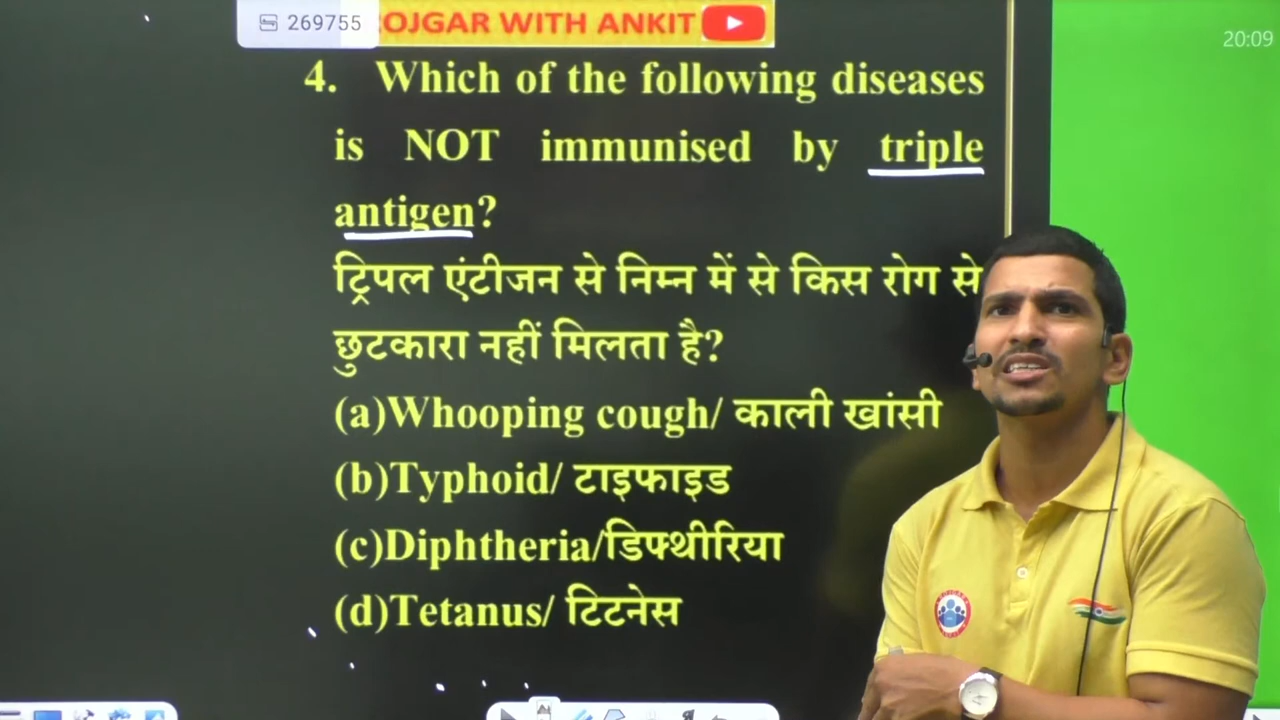 269755
ROJGAR WITH ANKIT
20:09
4. Which of the following diseases
is NOT immunised by triple
antigen?
ट्रिपल एंटीजन से निम्न में से किस रोग से
छुटकारा नहीं मिलता है?
(a)Whooping cough/ काली खांसी
(b)Typhoid/ टाइफाइड
(c)Diphtheria/डिफ्थीरिया
(d)Tetanus/ टिटनेस